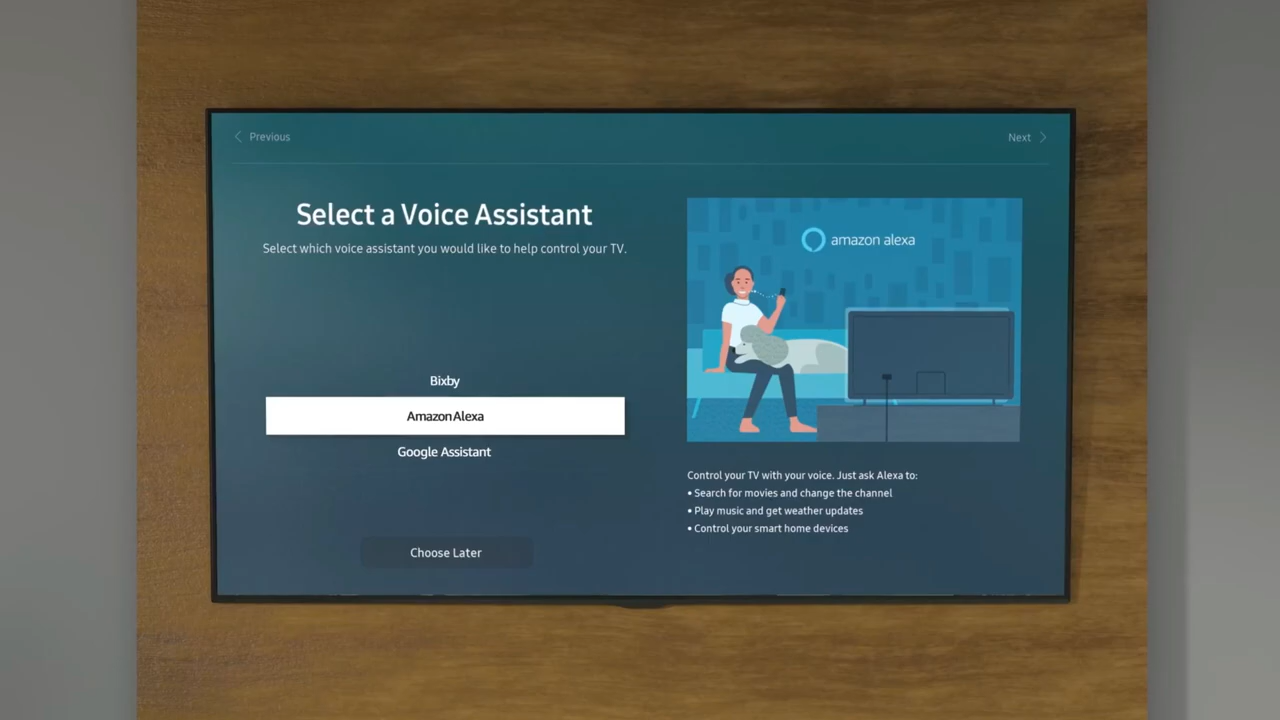 Previous
Next
Select a Voice Assistant
Select which voice assistant you would like to help control your TV.
Bixby
Amazon Alexa
Google Assistant
Choose Later
amazon alexa
Control your TV with your voice. Just ask Alexa to:
• Search for movies and change the channel
• Play music and get weather updates
• Control your smart home devices